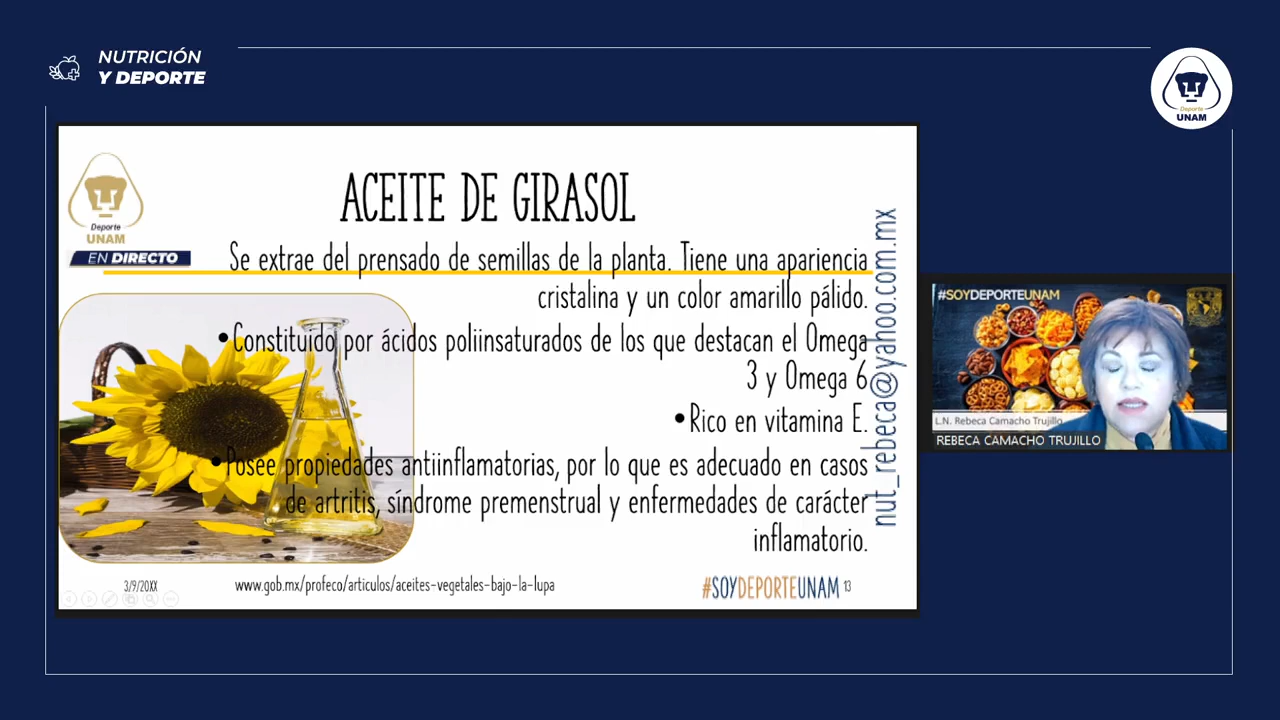 NUTRICIÓN
Y DEPORTE
Deporte
UNAM
Deporte
UNAM
EN DIRECTO
ACEITE DE GIRASOL
Se extrae del prensado de semillas de la planta. Tiene una apariencia
cristalina y un color amarillo pálido.
•Constituido por ácidos poliinsaturados de los que destacan el Omega
3 y Omega 6.
•Rico en vitamina E.
•Posee propiedades antiinflamatorias, por lo que es adecuado en casos
de artritis, síndrome premenstrual y enfermedades de carácter
inflamatorio.
nut_rebeca@yahoo.com.mx
3/9/20XX
www.gob.mx/profeco/articulos/aceites-vegetales-bajo-la-lupa
#SOYDEPORTEUNAM
13
#SOYDEPORTEUNAM
L.N. Rebeca Camacho Trujillo
REBECA CAMACHO TRUJILLO